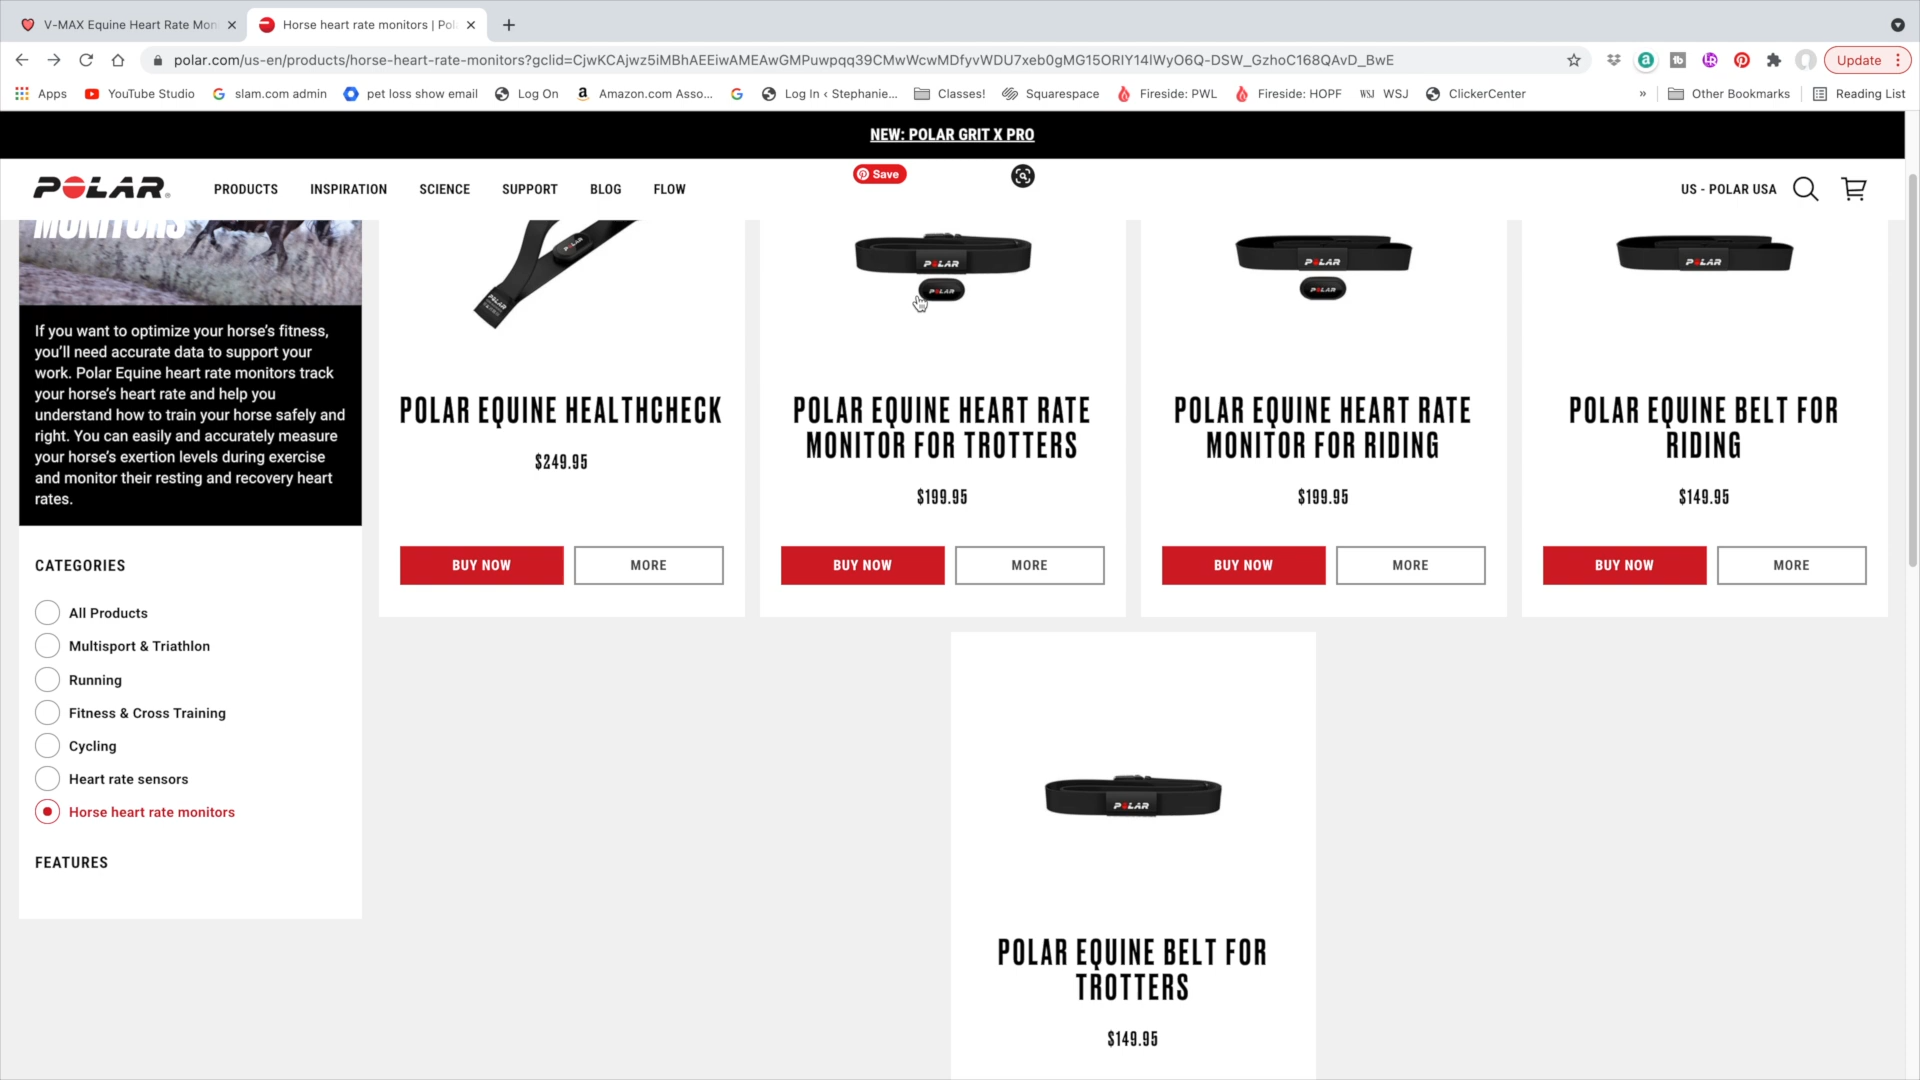 V-MAX Equine Heart Rate Mon
Horse heart rate monitors | Pol
polar.com/us-en/products/horse-heart-rate-monitors?gclid=CjwKCAjwz5iMBhAEEiwAMEAwGMPuwpqq39CMwWcwMDfyvWDU7xeb0gMG15ORIY14lWyO6Q-DSW_GzhoC168QAvD_BwE
Update
Apps
YouTube Studio
slam.com admin
pet loss show email
Log On
Amazon.com Asso...
Log In ‹ Stephanie...
Classes!
Squarespace
Fireside: PWL
Fireside: HOPF
WSJ WSJ
ClickerCenter
»
Other Bookmarks
Reading List
NEW: POLAR GRIT X PRO
POLAR
PRODUCTS
INSPIRATION
SCIENCE
SUPPORT
BLOG
FLOW
Save
US - POLAR USA
MONITORS
If you want to optimize your horse's fitness,
you'll need accurate data to support your
work. Polar Equine heart rate monitors track
your horse's heart rate and help you
understand how to train your horse safely and
right. You can easily and accurately measure
your horse's exertion levels during exercise
and monitor their resting and recovery heart
rates.
CATEGORIES
All Products
Multisport & Triathlon
Running
Fitness & Cross Training
Cycling
Heart rate sensors
Horse heart rate monitors
FEATURES
POLAR
POLAR
POLAR EQUINE HEALTHCHECK
$249.95
BUY NOW
MORE
POLAR
POLAR
POLAR EQUINE HEART RATE
MONITOR FOR TROTTERS
$199.95
BUY NOW
MORE
POLAR
POLAR
POLAR EQUINE HEART RATE
MONITOR FOR RIDING
$199.95
BUY NOW
MORE
POLAR
POLAR EQUINE BELT FOR
RIDING
$149.95
BUY NOW
MORE
POLAR
POLAR EQUINE BELT FOR
TROTTERS
$149.95